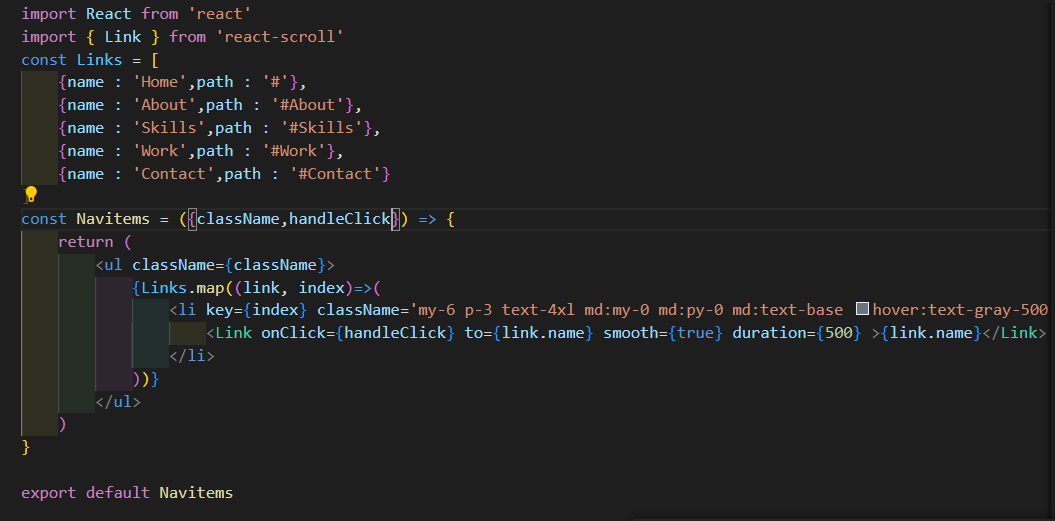 import React from 'react'
import { Link } from 'react-scroll'
const Links = [
    {name : 'Home',path : '#'},
    {name : 'About',path : '#About'},
    {name : 'Skills',path : '#Skills'},
    {name : 'Work',path : '#Work'},
    {name : 'Contact',path : '#Contact'}
]
const Navitems = ({className,handleClick}) => {
    return (
        <ul className={className}>
            {Links.map((link, index)=>(
                <li key={index} className='my-6 p-3 text-4xl md:my-0 md:py-0 md:text-base hover:text-gray-500
                    <Link onClick={handleClick} to={link.name} smooth={true} duration={500} >{link.name}</Link>
                </li>
            ))}
        </ul>
    )
}
export default Navitems